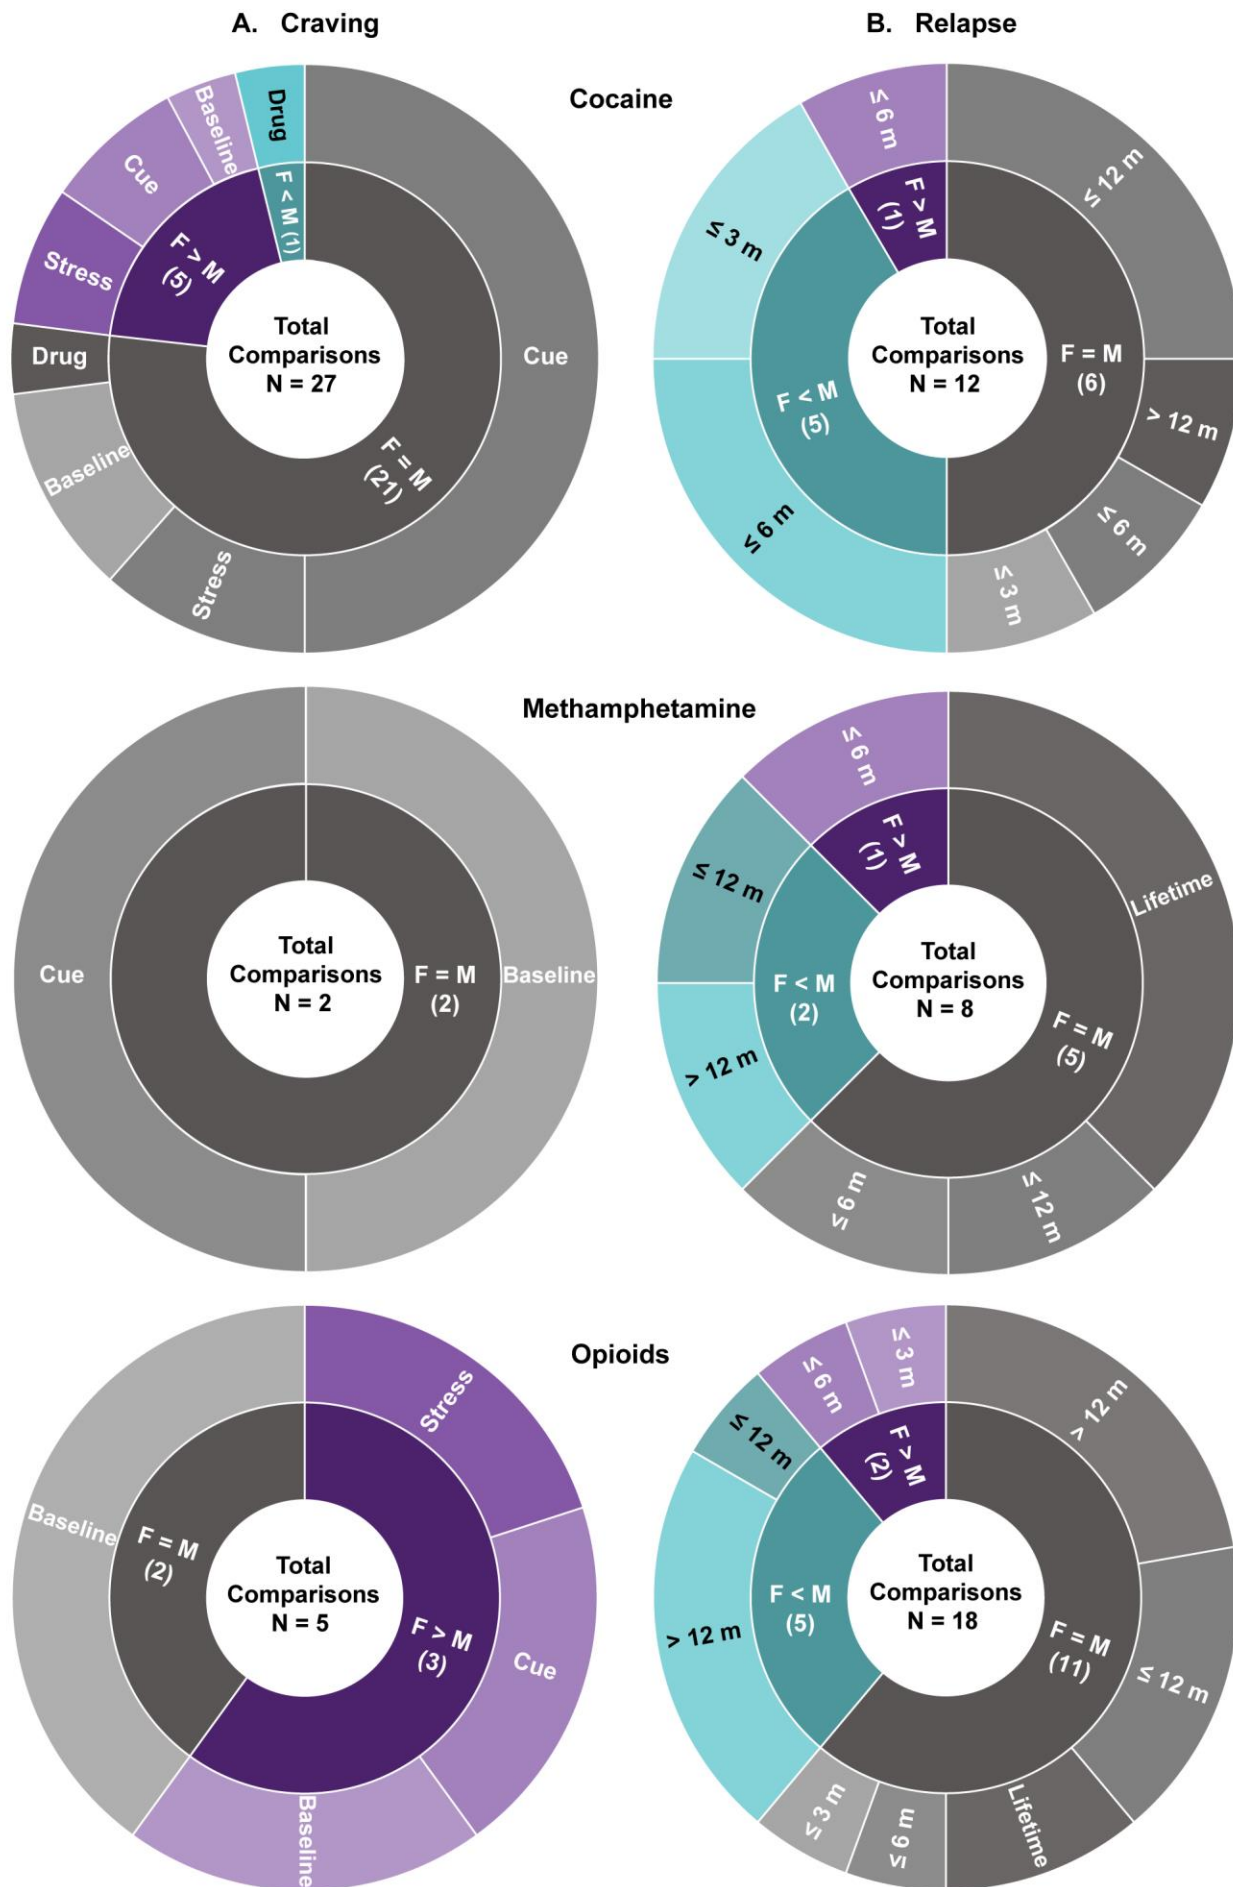 A. Craving
B. Relapse
Cocaine
Drug
Baseline
Cue
Stress
Drug
Baseline
Stress
Cue
F < M (1)
F > M
(5)
F = M
(21)
Total
Comparisons
N = 27
≤ 6 m
≤ 3 m
≤ 6 m
≤ 12 m
> 12 m
≤ 6 m
≤ 3 m
F > M
(1)
F < M
(5)
F = M
(6)
Total
Comparisons
N = 12
Methamphetamine
Cue
Baseline
F = M
(2)
Total
Comparisons
N = 2
≤ 6 m
≤ 12 m
> 12 m
≤ 6 m
≤ 12 m
Lifetime
F > M
(1)
F < M
(2)
F = M
(5)
Total
Comparisons
N = 8
Opioids
Baseline
Stress
Cue
Baseline
F = M
(2)
F > M
(3)
Total
Comparisons
N = 5
≤ 3 m
≤ 6 m
≤ 12 m
> 12 m
≤ 3 m
≤ 6 m
Lifetime
≤ 12 m
> 12 m
F > M
(2)
F < M
(5)
F = M
(11)
Total
Comparisons
N = 18